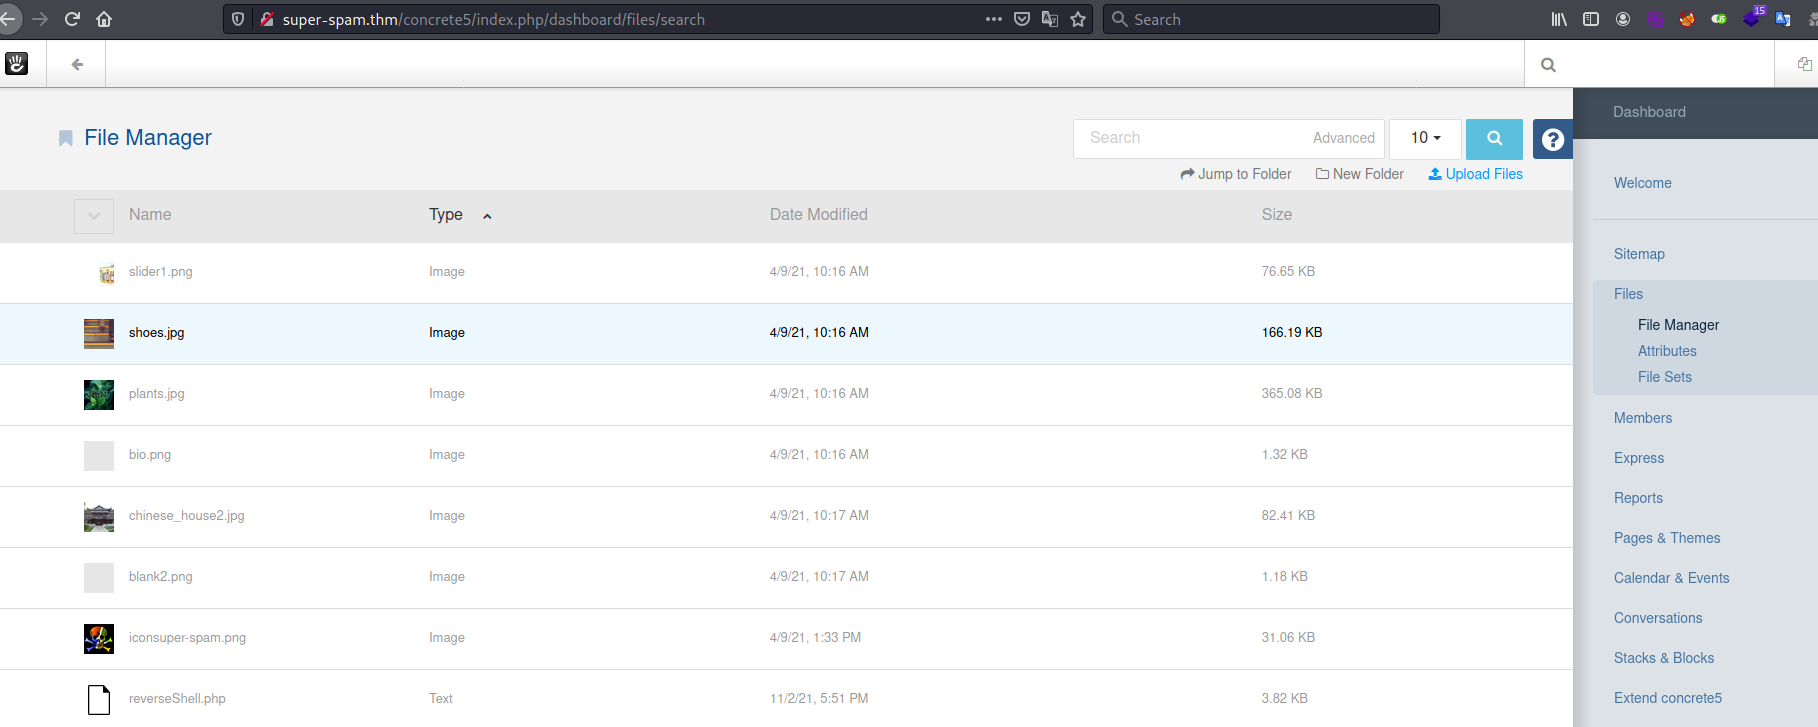 super-spam.thm/concrete5/index.php/dashboard/files/search
Search
15
Dashboard
File Manager
Search Advanced 10
?
Jump to Folder New Folder Upload Files
Name Type Date Modified Size
slider1.png Image 4/9/21, 10:16 AM 76.65 KB
shoes.jpg Image 4/9/21, 10:16 AM 166.19 KB
plants.jpg Image 4/9/21, 10:16 AM 365.08 KB
bio.png Image 4/9/21, 10:16 AM 1.32 KB
chinese_house2.jpg Image 4/9/21, 10:17 AM 82.41 KB
blank2.png Image 4/9/21, 10:17 AM 1.18 KB
iconsuper-spam.png Image 4/9/21, 1:33 PM 31.06 KB
reverseShell.php Text 11/2/21, 5:51 PM 3.82 KB
Welcome
Sitemap
Files
File Manager
Attributes
File Sets
Members
Express
Reports
Pages & Themes
Calendar & Events
Conversations
Stacks & Blocks
Extend concrete5